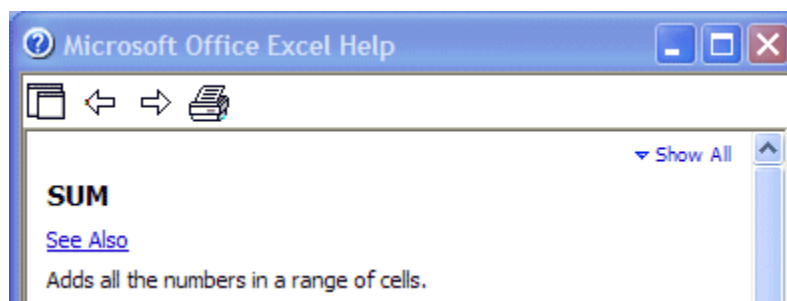 Microsoft Office Excel Help
Show All
SUM
See Also
Adds all the numbers in a range of cells.